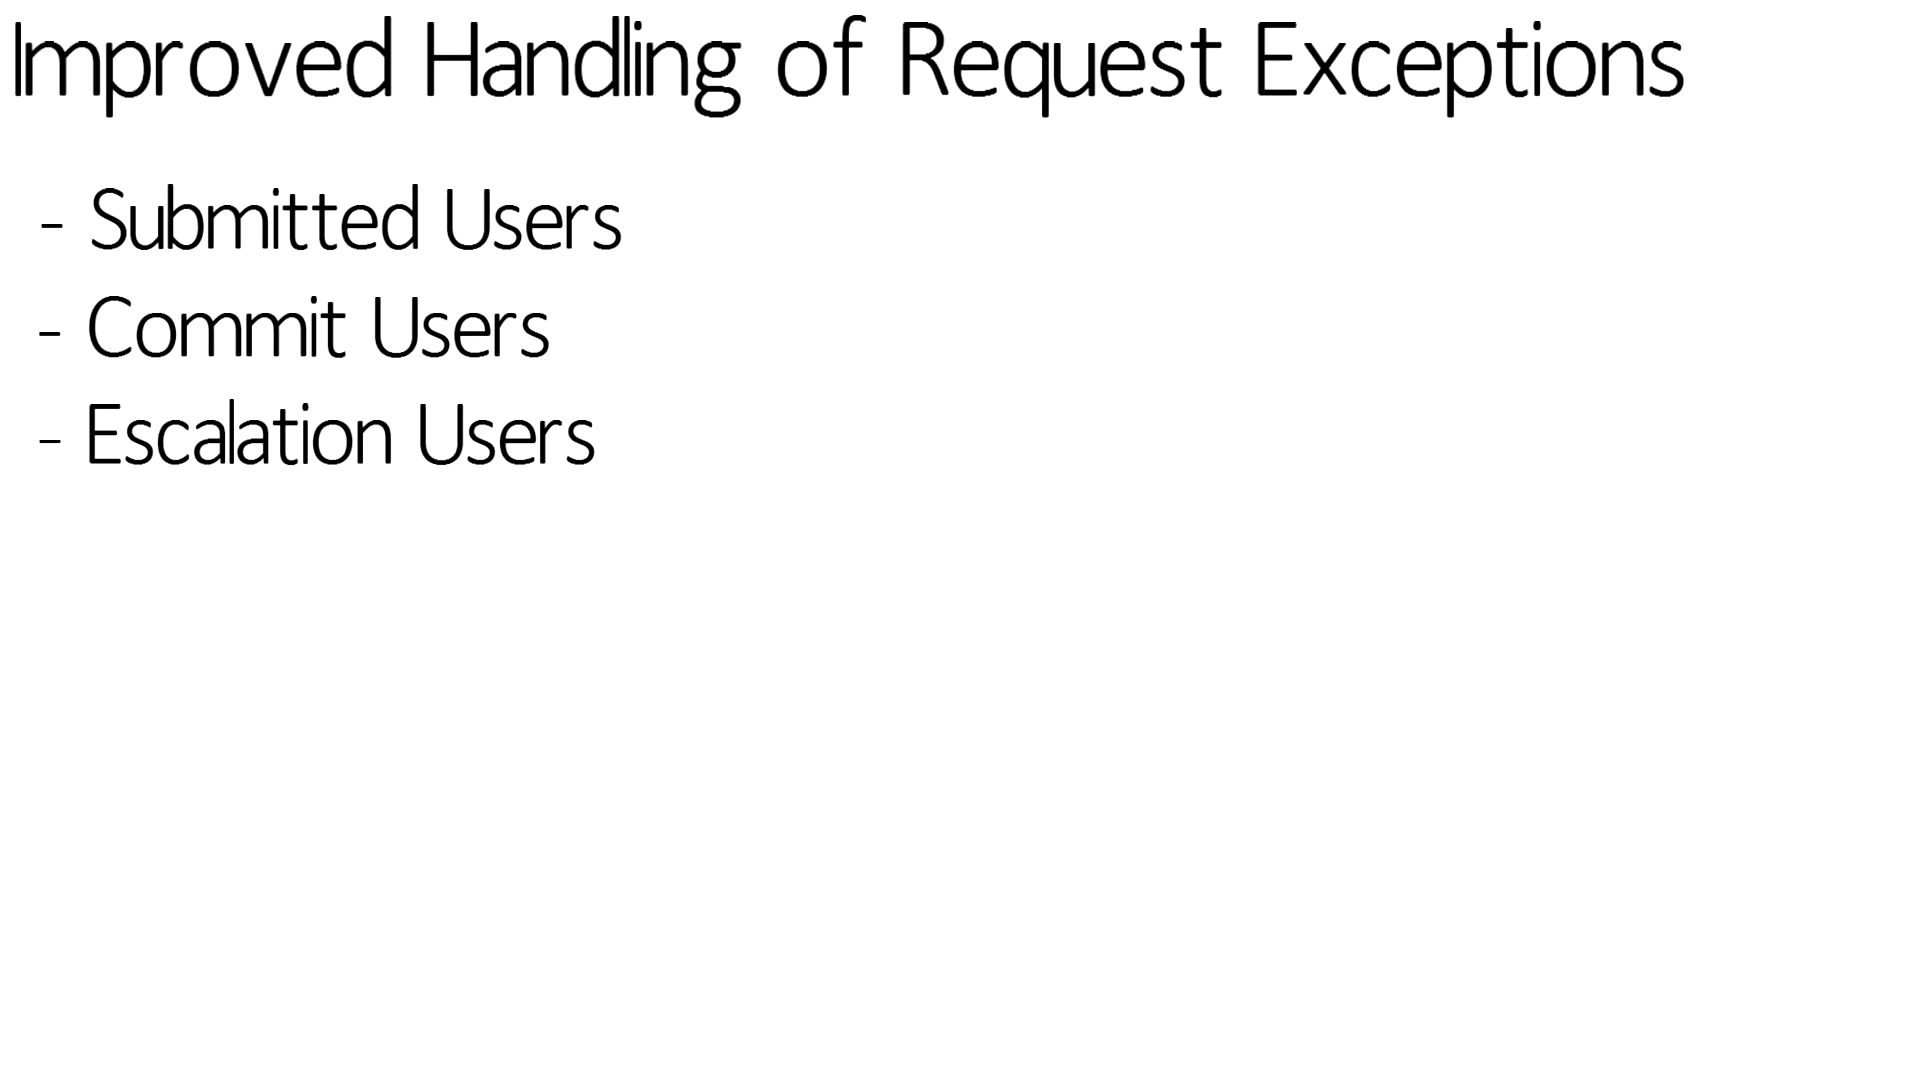 Improved Handling of Request Exceptions
- Submitted Users
- Commit Users
- Escalation Users